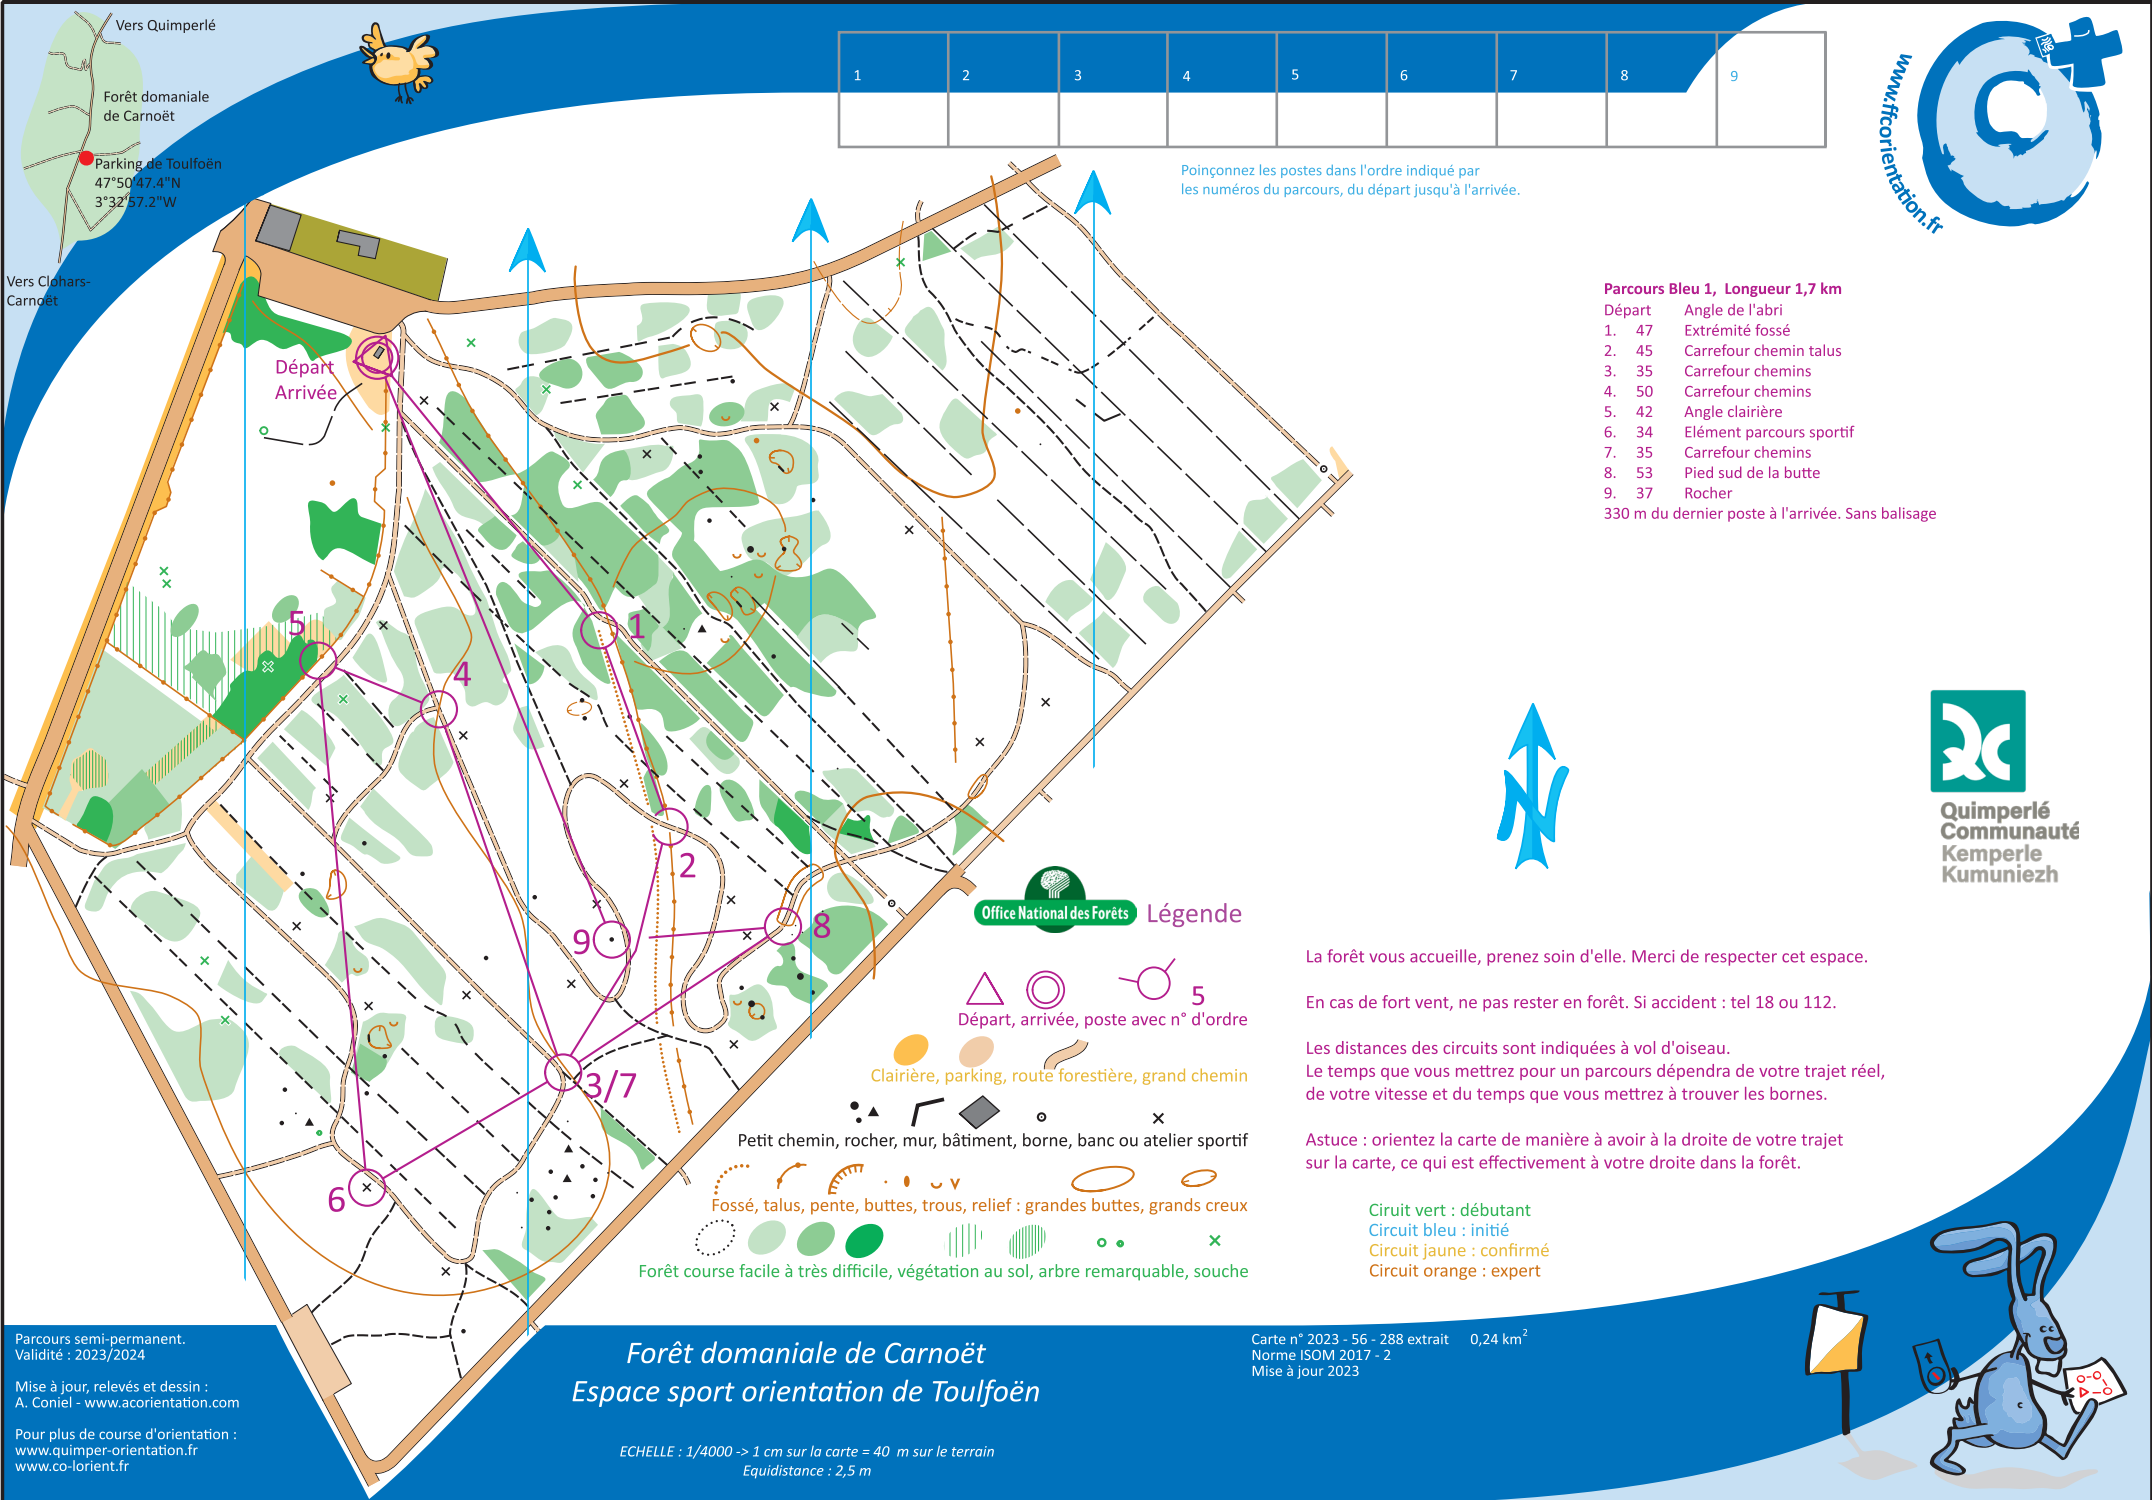 Vers Quimperlé
Forêt domaniale
de Carnoët
Parking de Toulfoën
47°50'47.4"N
3°32'57.2"W
Vers Clohars-
Carnoët
1 2 3 4 5 6 7 8 9
Poinçonnez les postes dans l'ordre indiqué par
les numéros du parcours, du départ jusqu'à l'arrivée.
www.ffcorientation.fr
Parcours Bleu 1, Longueur 1,7 km
Départ Angle de l'abri
1. 47 Extrémité fossé
2. 45 Carrefour chemin talus
3. 35 Carrefour chemins
4. 50 Carrefour chemins
5. 42 Angle clairière
6. 34 Elément parcours sportif
7. 35 Carrefour chemins
8. 53 Pied sud de la butte
9. 37 Rocher
330 m du dernier poste à l'arrivée. Sans balisage
Départ
Arrivée
5
1
4
2
8
9
3/7
6
N
Quimperlé
Communauté
Kemperle
Kumuniezh
Office National des Forêts
Légende
5
Départ, arrivée, poste avec n° d'ordre
Clairière, parking, route forestière, grand chemin
Petit chemin, rocher, mur, bâtiment, borne, banc ou atelier sportif
Fossé, talus, pente, buttes, trous, relief : grandes buttes, grands creux
Forêt course facile à très difficile, végétation au sol, arbre remarquable, souche
La forêt vous accueille, prenez soin d'elle. Merci de respecter cet espace.
En cas de fort vent, ne pas rester en forêt. Si accident : tel 18 ou 112.
Les distances des circuits sont indiquées à vol d'oiseau.
Le temps que vous mettrez pour un parcours dépendra de votre trajet réel,
de votre vitesse et du temps que vous mettrez à trouver les bornes.
Astuce : orientez la carte de manière à avoir à la droite de votre trajet
sur la carte, ce qui est effectivement à votre droite dans la forêt.
Ciruit vert : débutant
Circuit bleu : initié
Circuit jaune : confirmé
Circuit orange : expert
Parcours semi-permanent.
Validité : 2023/2024
Mise à jour, relevés et dessin :
A. Coniel - www.acorientation.com
Pour plus de course d'orientation :
www.quimper-orientation.fr
www.co-lorient.fr
Forêt domaniale de Carnoët
Espace sport orientation de Toulfoën
ECHELLE : 1/4000 -> 1 cm sur la carte = 40 m sur le terrain
Equidistance : 2,5 m
Carte n° 2023 - 56 - 288 extrait 0,24 km²
Norme ISOM 2017 - 2
Mise à jour 2023